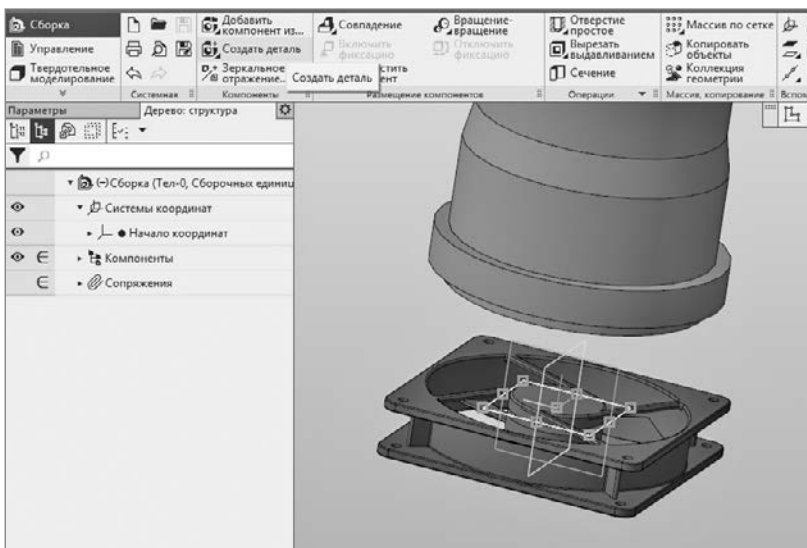 Сборка
Управление
Твердотельное
моделирование
Системная
Добавить
компонент из...
Создать деталь
Зеркальное
отражение...
Компоненты
Создать деталь
Совпадение
Включить
фиксацию
Вращение-
вращение
Отключить
фиксацию
Размещение компонентов
Отверстие
простое
Вырезать
выдавливанием
Сечение
Операции
Массив по сетке
Копировать
объекты
Коллекция
геометрии
Массив, копирование
Вспом
Параметры
Дерево: структура
(-)Сборка (Тел-0, Сборочных единиц
Системы координат
Начало координат
Компоненты
Сопряжения